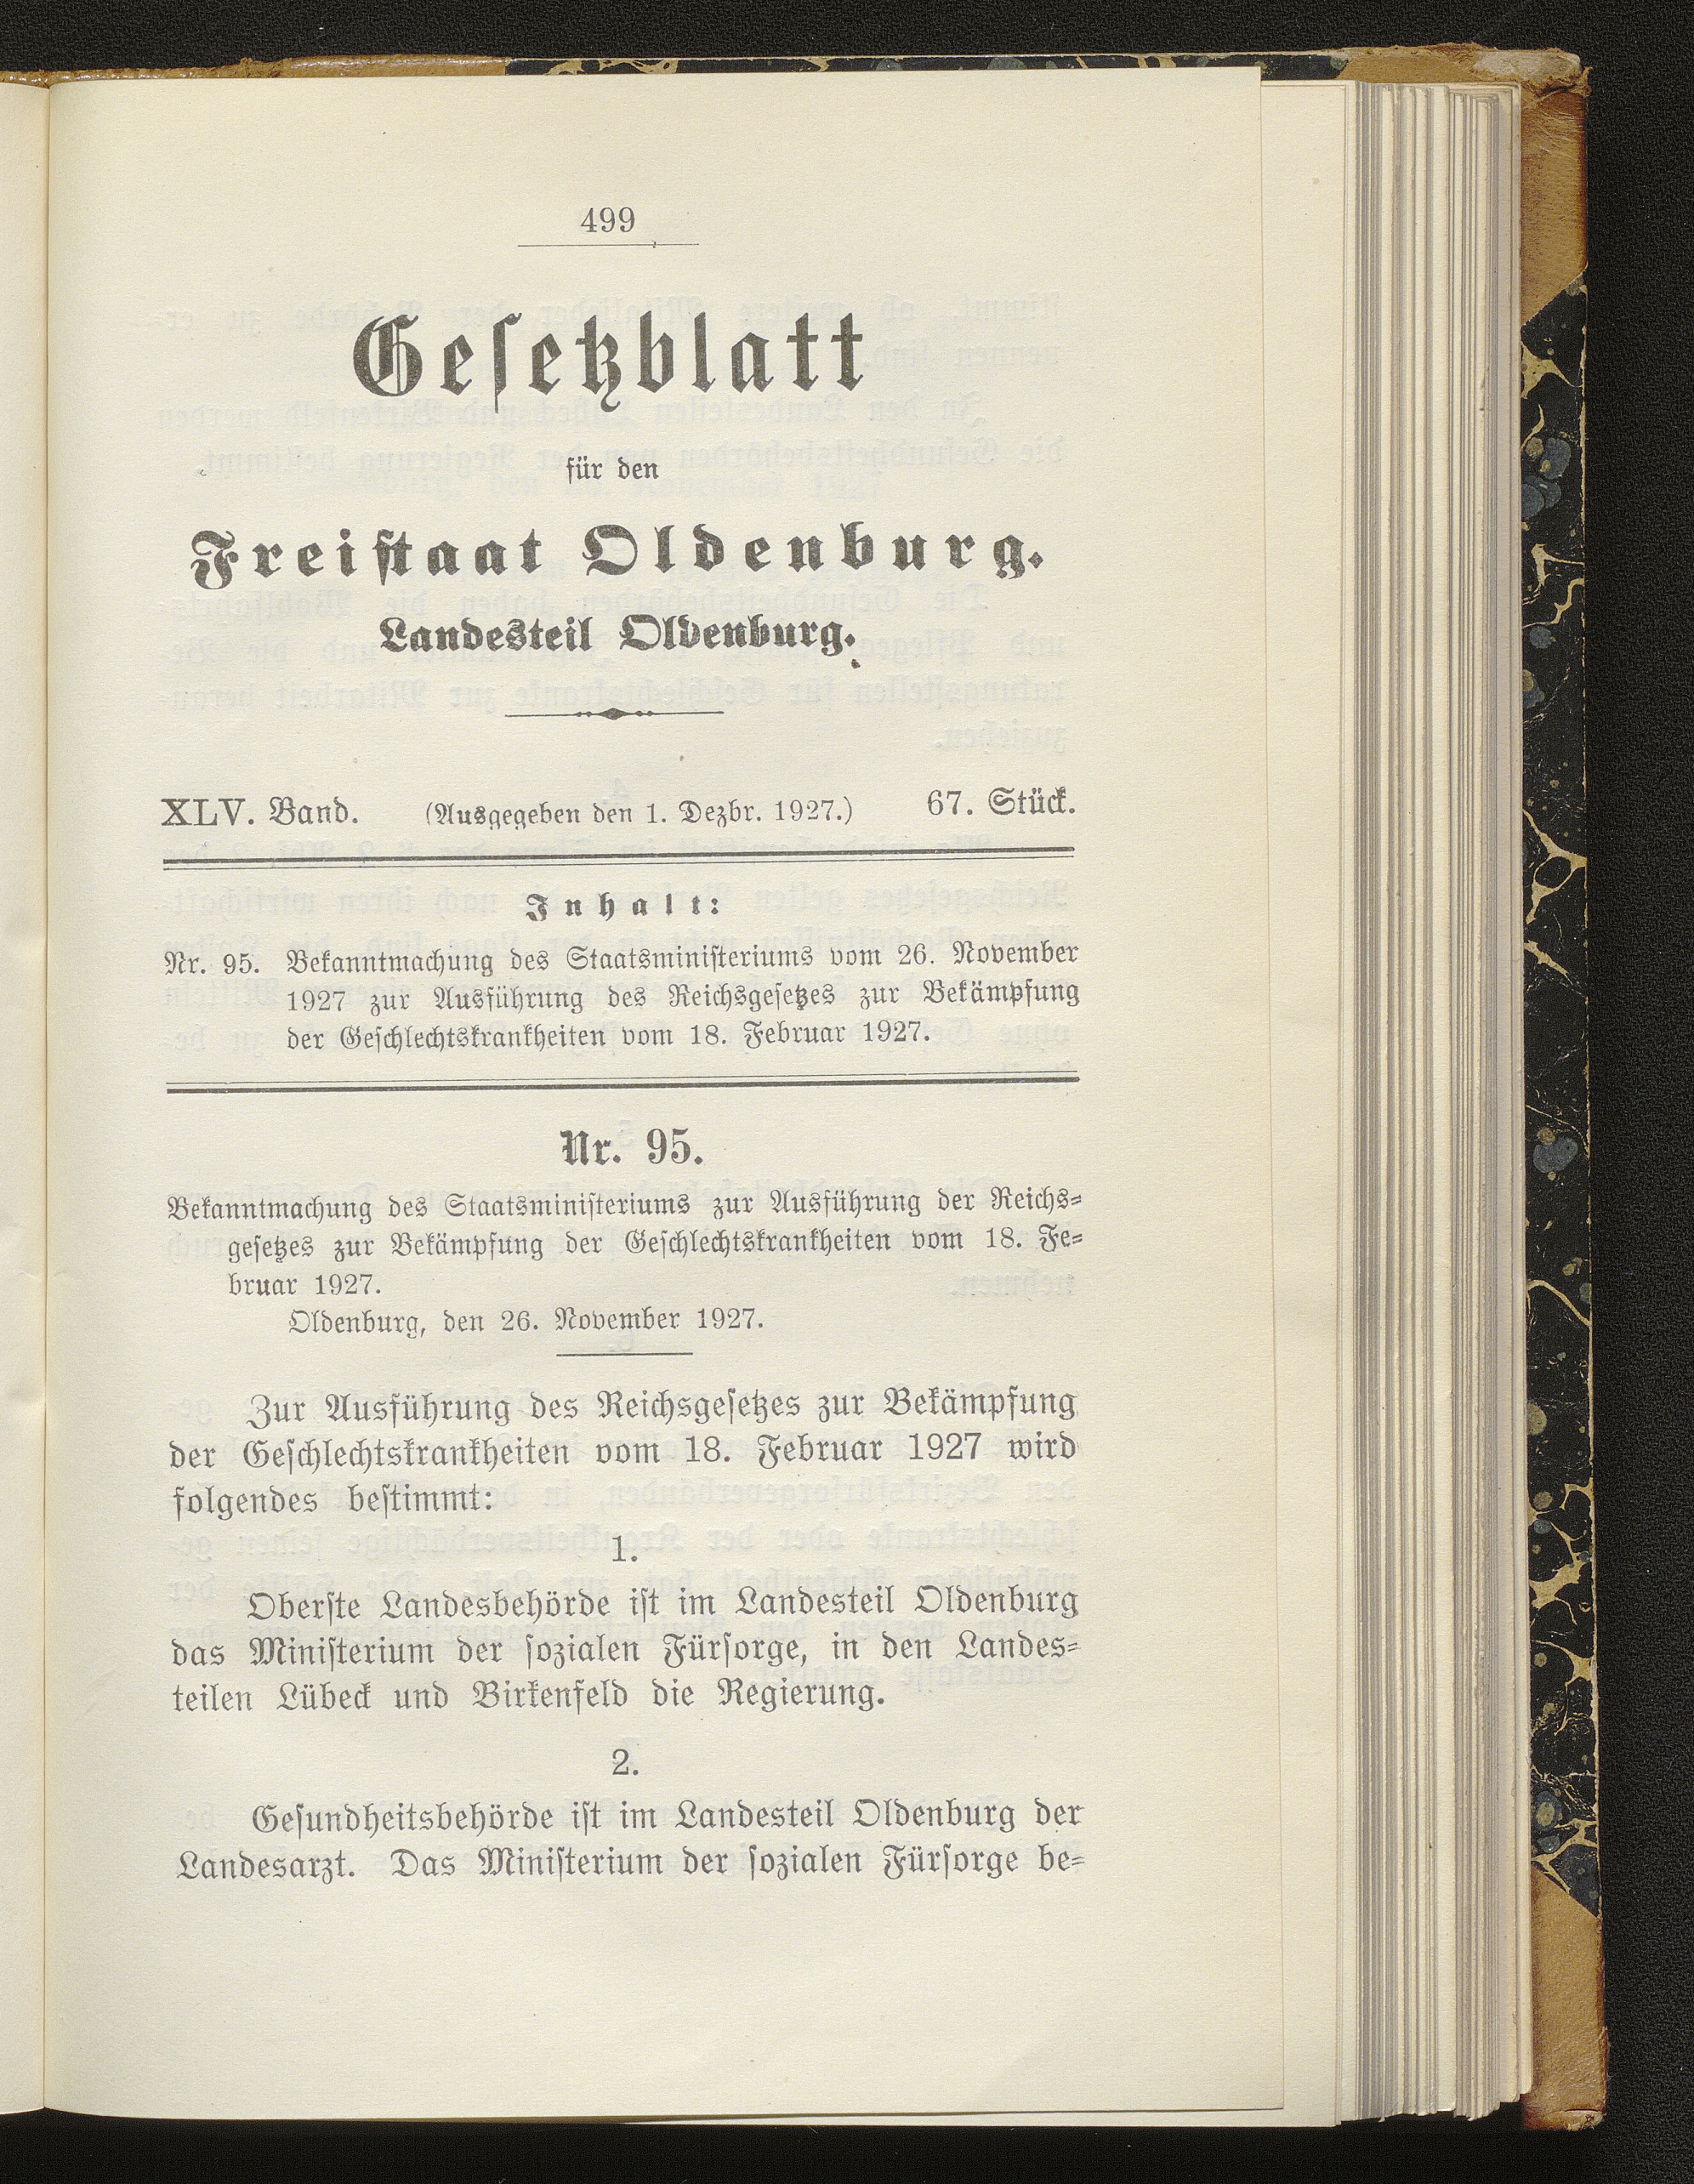 499
Gesetzblatt
für den
Freistaat Oldenburg.
Landesteil Oldenburg.
XLV. Band. (Ausgegeben den 1. Dezbr. 1927.) 67. Stück.
Inhalt:
Nr. 95. Bekanntmachung des Staatsministeriums vom 26. November
1927 zur Ausführung des Reichsgesetzes zur Bekämpfung
der Geschlechtskrankheiten vom 18. Februar 1927.
Nr. 95.
Bekanntmachung des Staatsministeriums zur Ausführung der Reichs-
gesetzes zur Bekämpfung der Geschlechtskrankheiten vom 18. Fe-
bruar 1927.
Oldenburg, den 26. November 1927.
Zur Ausführung des Reichsgesetzes zur Bekämpfung
der Geschlechtskrankheiten vom 18. Februar 1927 wird
folgendes bestimmt:
1.
Oberste Landesbehörde ist im Landesteil Oldenburg
das Ministerium der sozialen Fürsorge, in den Landes-
teilen Lübeck und Birkenfeld die Regierung.
2.
Gesundheitsbehörde ist im Landesteil Oldenburg der
Landesarzt. Das Ministerium der sozialen Fürsorge be-